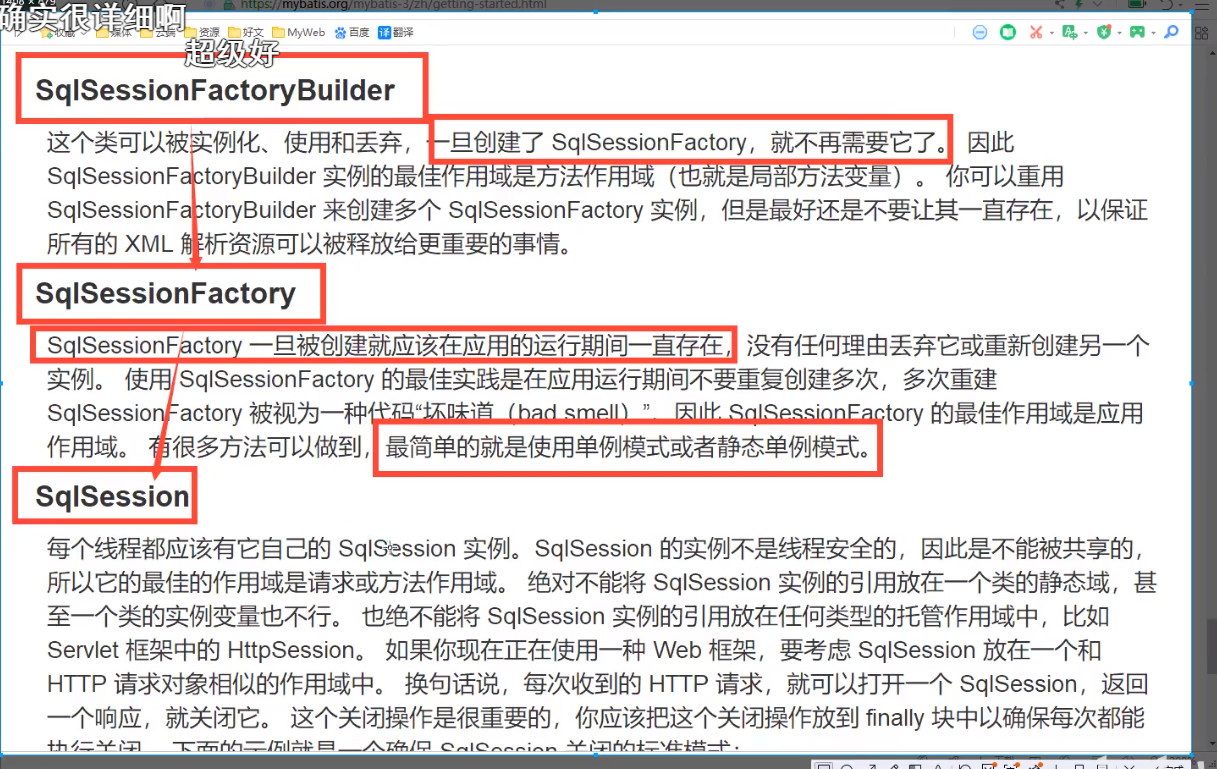 https://mybatis.org/mybatis-3/zh/getting-started.html
确实很详细啊
收藏 媒体 云牍 资源 好文 MyWeb 百度 翻译
超级好
SqlSessionFactoryBuilder
这个类可以被实例化、使用和丢弃，一旦创建了 SqlSessionFactory，就不再需要它了。 因此
SqlSessionFactoryBuilder 实例的最佳作用域是方法作用域（也就是局部方法变量）。 你可以重用
SqlSessionFactoryBuilder 来创建多个 SqlSessionFactory 实例，但是最好还是不要让其一直存在，以保证
所有的 XML 解析资源可以被释放给更重要的事情。
SqlSessionFactory
SqlSessionFactory 一旦被创建就应该在应用的运行期间一直存在，没有任何理由丢弃它或重新创建另一个
实例。 使用 SqlSessionFactory 的最佳实践是在应用运行期间不要重复创建多次，多次重建
SqlSessionFactory 被视为一种代码“坏味道（bad smell）”。因此 SqlSessionFactory 的最佳作用域是应用
作用域。 有很多方法可以做到，最简单的就是使用单例模式或者静态单例模式。
SqlSession
每个线程都应该有它自己的 SqlSession 实例。SqlSession 的实例不是线程安全的，因此是不能被共享的，
所以它的最佳的作用域是请求或方法作用域。 绝对不能将 SqlSession 实例的引用放在一个类的静态域，甚
至一个类的实例变量也不行。 也绝不能将 SqlSession 实例的引用放在任何类型的托管作用域中，比如
Servlet 框架中的 HttpSession。 如果你现在正在使用一种 Web 框架，要考虑 SqlSession 放在一个和
HTTP 请求对象相似的作用域中。 换句话说，每次收到的 HTTP 请求，就可以打开一个 SqlSession，返回
一个响应，就关闭它。 这个关闭操作是很重要的，你应该把这个关闭操作放到 finally 块中以确保每次都能
执行关闭。 下面的示例就是一个确保 SqlSession 关闭的标准模式：